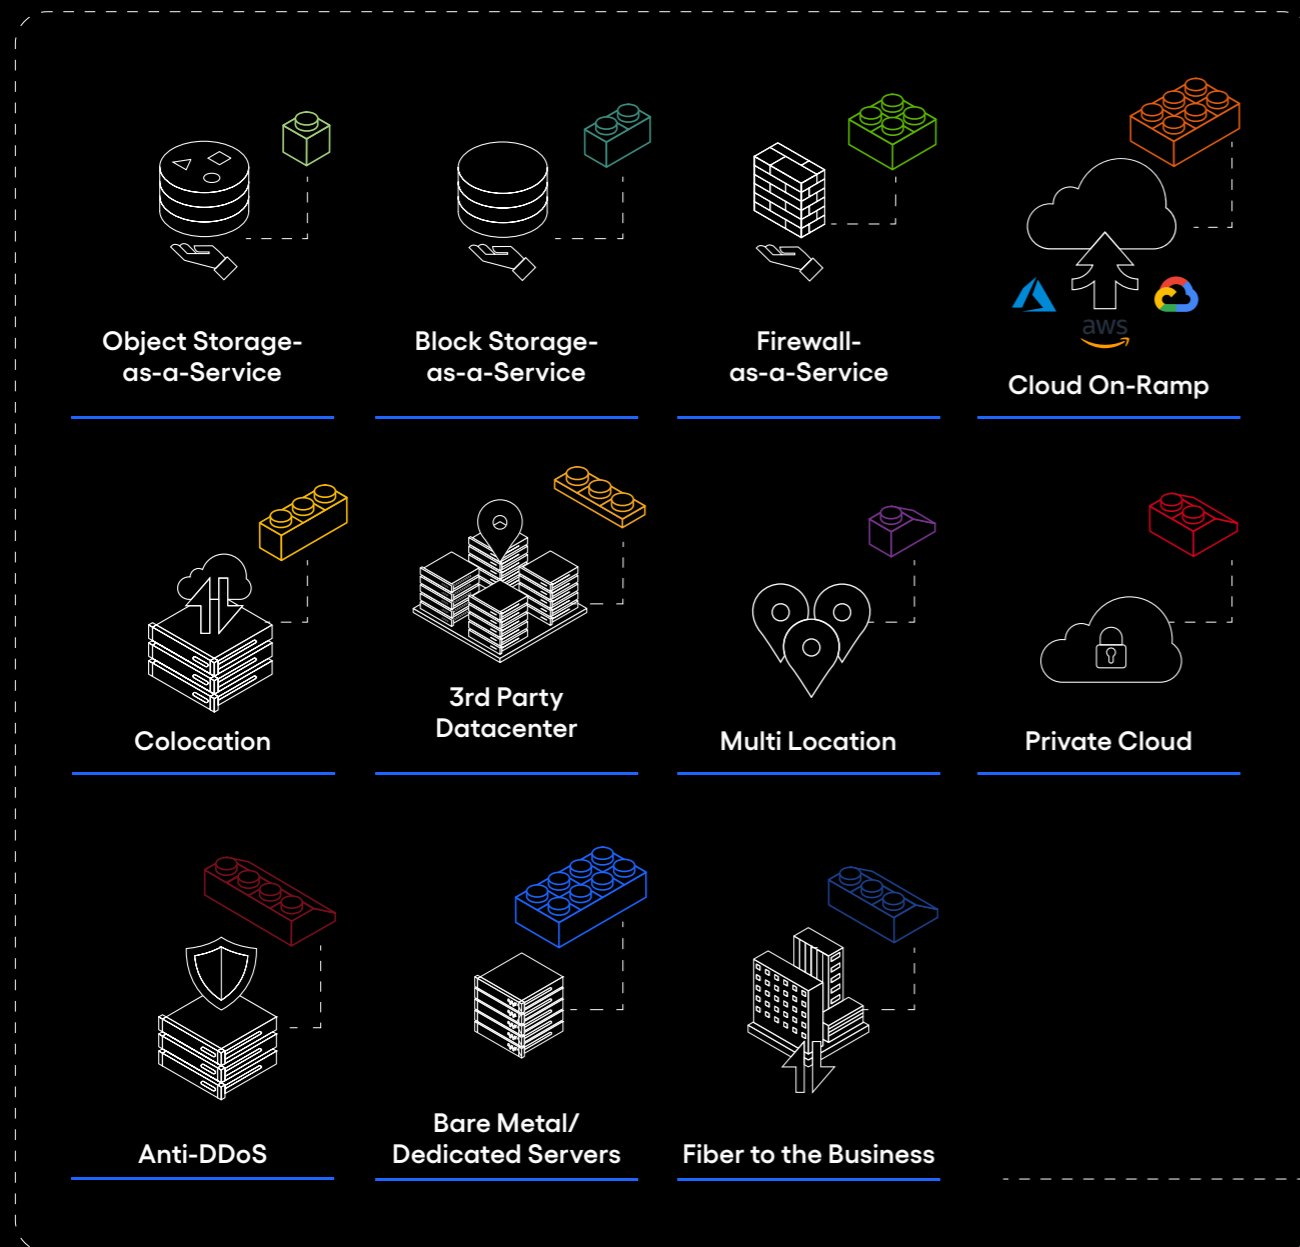 Object Storage-
as-a-Service
Block Storage-
as-a-Service
Firewall-
as-a-Service
aws
Cloud On-Ramp
Colocation
3rd Party
Datacenter
Multi Location
Private Cloud
Anti-DDoS
Bare Metal/
Dedicated Servers
Fiber to the Business